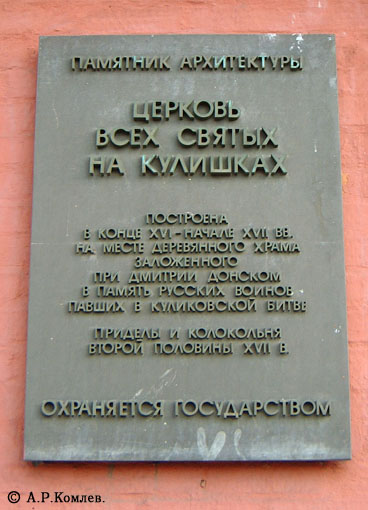 ПАМЯТНИК АРХИТЕКТУРЫ
ЦЕРКОВЬ
ВСЕХ СВЯТЫХ
НА КУЛИШКАХ
ПОСТРОЕНА
В КОНЦЕ XVI – НАЧАЛЕ XVII ВВ.
НА МЕСТЕ ДЕРЕВЯННОГО ХРАМА
ЗАЛОЖЕННОГО
ПРИ ДМИТРИИ ДОНСКОМ
В ПАМЯТЬ РУССКИХ ВОИНОВ
ПАВШИХ В КУЛИКОВСКОЙ БИТВЕ
ПРИДЕЛЫ И КОЛОКОЛЬНЯ
ВТОРОЙ ПОЛОВИНЫ XVII В.
ОХРАНЯЕТСЯ ГОСУДАРСТВОМ
© А.Р.Комлев.